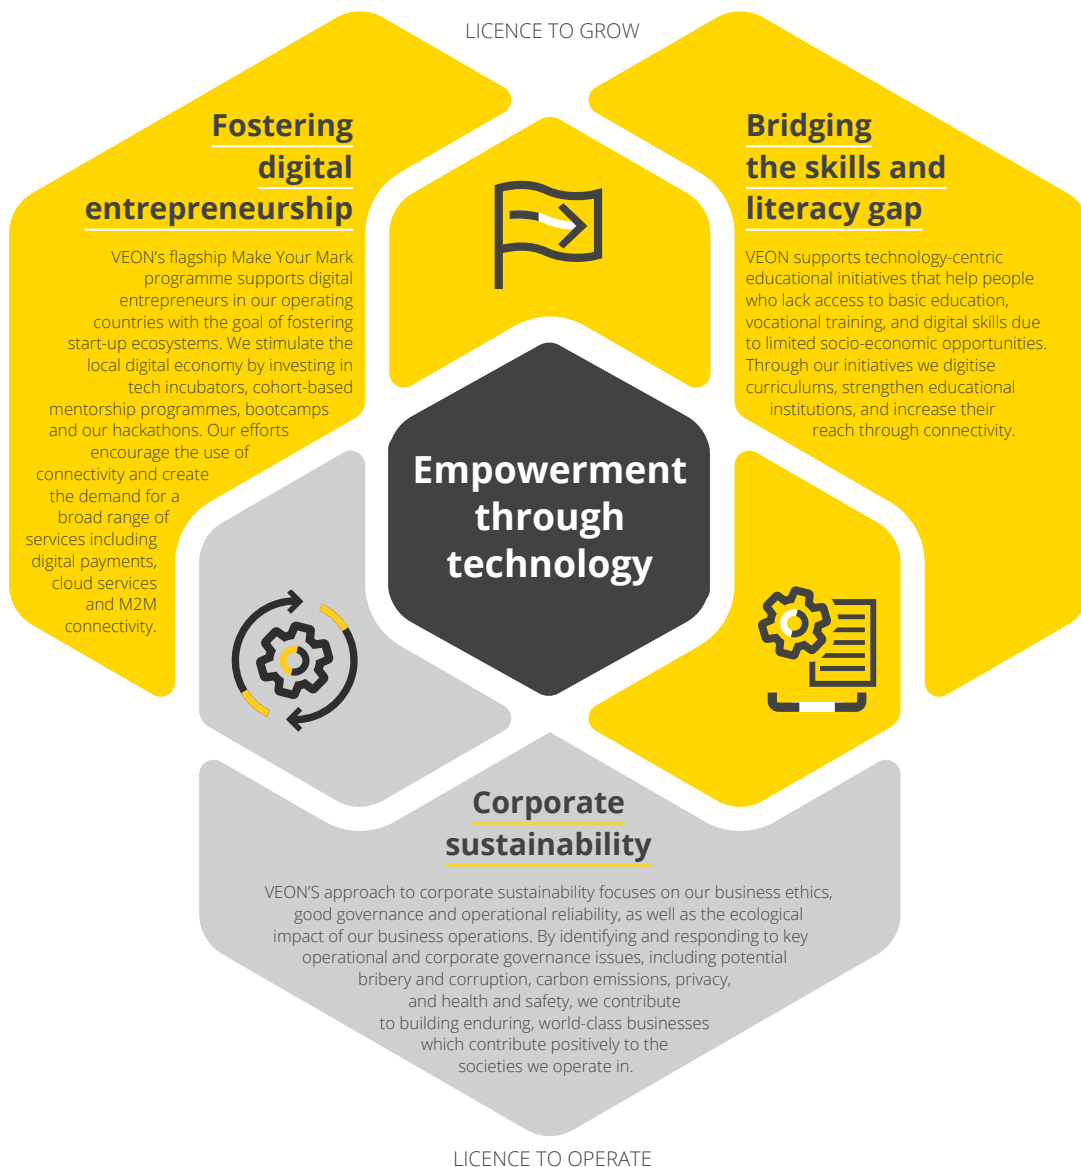 LICENCE TO GROW
Fostering
digital
entrepreneurship
VEON’s flagship Make Your Mark
programme supports digital
entrepreneurs in our operating
countries with the goal of fostering
start-up ecosystems. We stimulate the
local digital economy by investing in
tech incubators, cohort-based
mentorship programmes, bootcamps
and our hackathons. Our efforts
encourage the use of
connectivity and create
the demand for a
broad range of
services including
digital payments,
cloud services
and M2M
connectivity.
Bridging
the skills and
literacy gap
VEON supports technology-centric
educational initiatives that help people
who lack access to basic education,
vocational training, and digital skills due
to limited socio-economic opportunities.
Through our initiatives we digitise
curriculums, strengthen educational
institutions, and increase their
reach through connectivity.
Empowerment
through
technology
Corporate
sustainability
VEON’S approach to corporate sustainability focuses on our business ethics,
good governance and operational reliability, as well as the ecological
impact of our business operations. By identifying and responding to key
operational and corporate governance issues, including potential
bribery and corruption, carbon emissions, privacy,
and health and safety, we contribute
to building enduring, world-class businesses
which contribute positively to the
societies we operate in.
LICENCE TO OPERATE